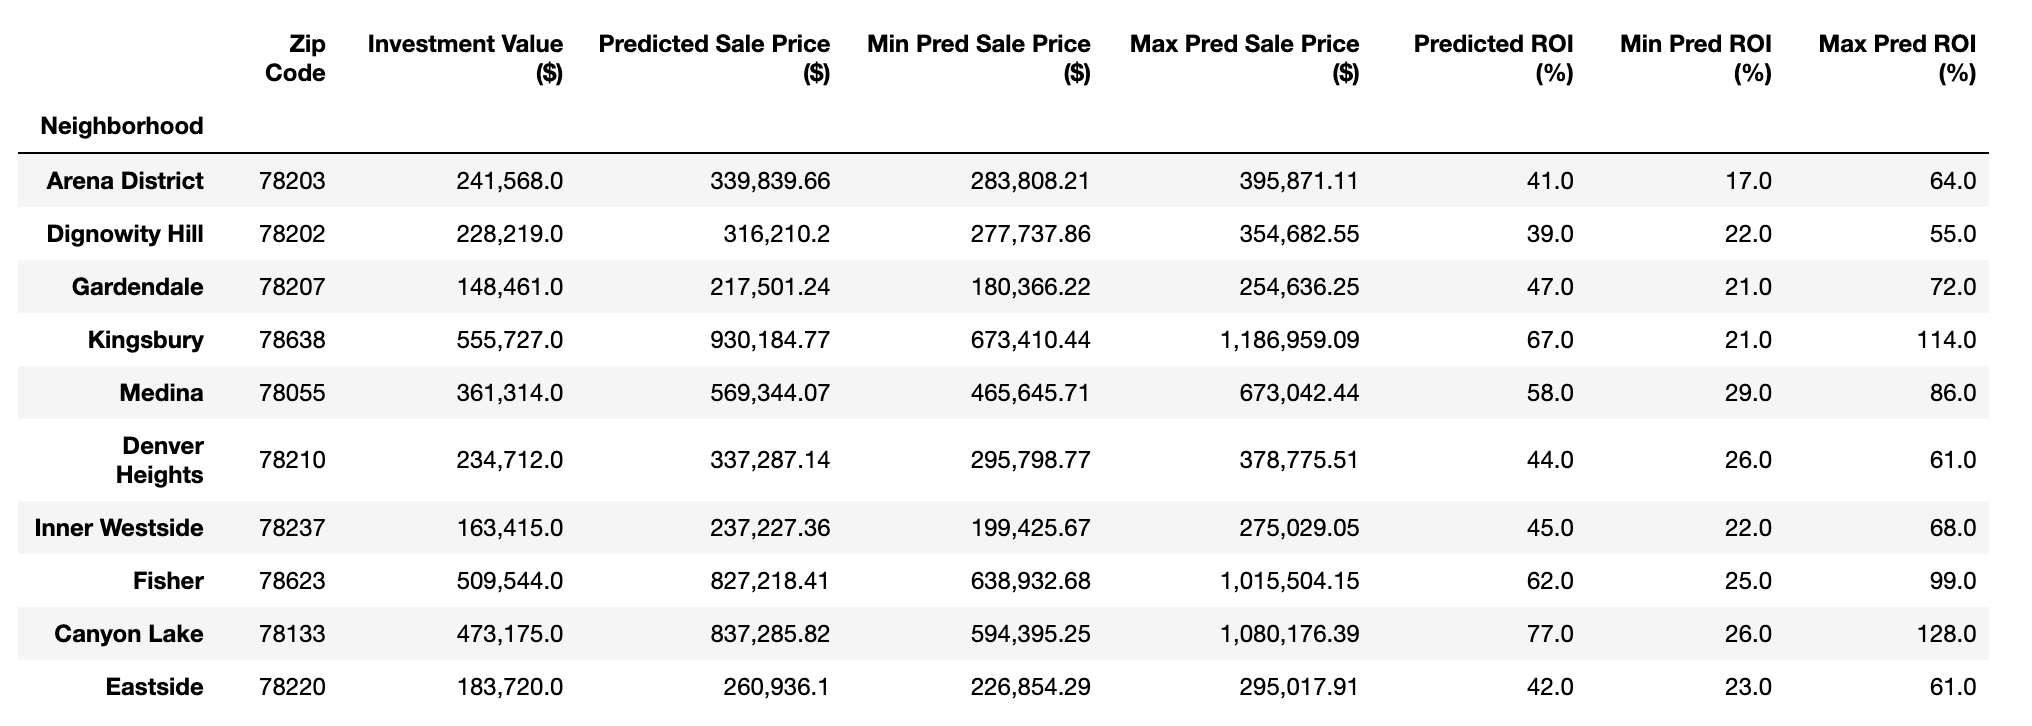 Zip Investment Value Predicted Sale Price Min Pred Sale Price Max Pred Sale Price Predicted ROI Min Pred ROI Max Pred ROI
Code ($) ($) ($) ($) (%) (%) (%)
Neighborhood
Arena District 78203 241,568.0 339,839.66 283,808.21 395,871.11 41.0 17.0 64.0
Dignowity Hill 78202 228,219.0 316,210.2 277,737.86 354,682.55 39.0 22.0 55.0
Gardendale 78207 148,461.0 217,501.24 180,366.22 254,636.25 47.0 21.0 72.0
Kingsbury 78638 555,727.0 930,184.77 673,410.44 1,186,959.09 67.0 21.0 114.0
Medina 78055 361,314.0 569,344.07 465,645.71 673,042.44 58.0 29.0 86.0
Denver
Heights 78210 234,712.0 337,287.14 295,798.77 378,775.51 44.0 26.0 61.0
Inner Westside 78237 163,415.0 237,227.36 199,425.67 275,029.05 45.0 22.0 68.0
Fisher 78623 509,544.0 827,218.41 638,932.68 1,015,504.15 62.0 25.0 99.0
Canyon Lake 78133 473,175.0 837,285.82 594,395.25 1,080,176.39 77.0 26.0 128.0
Eastside 78220 183,720.0 260,936.1 226,854.29 295,017.91 42.0 23.0 61.0